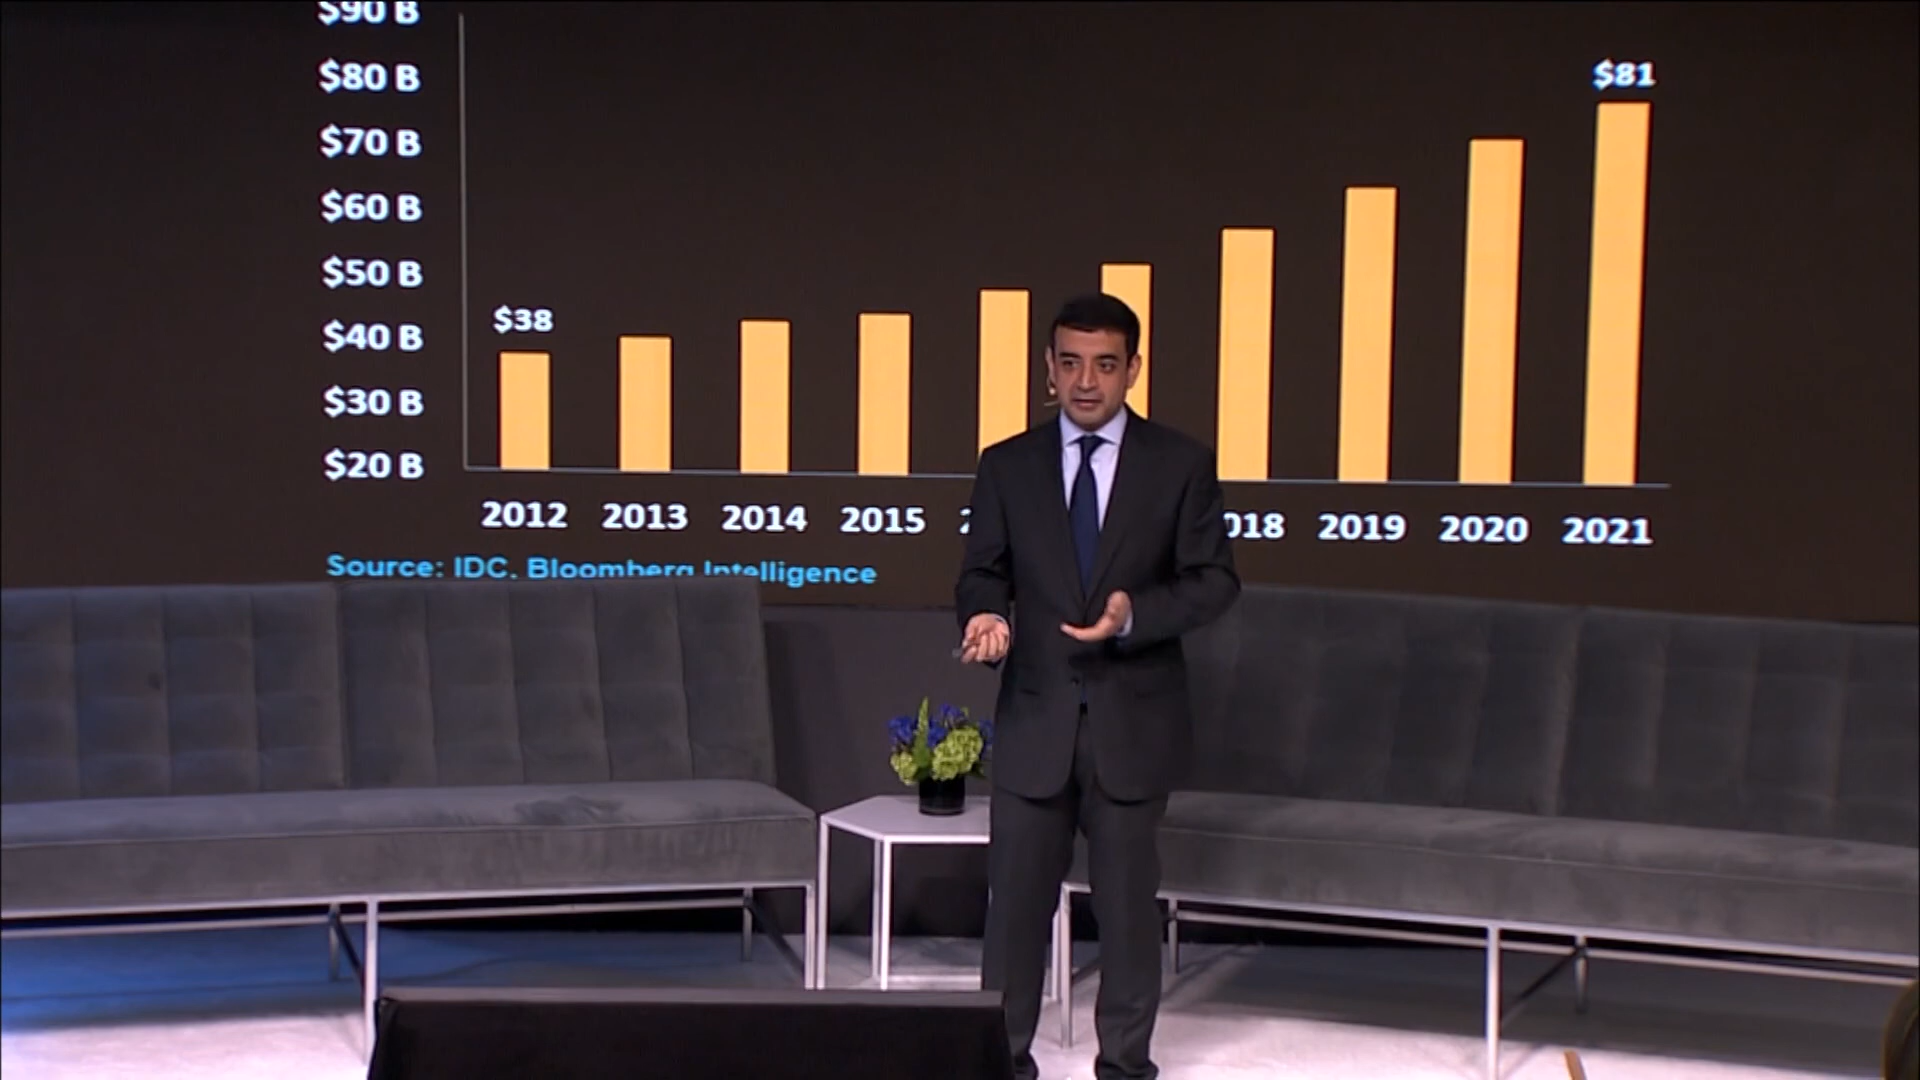 $90 B
$80 B
$81
$70 B
$60 B
$50 B
$38
$40 B
$30 B
$20 B
2012 2013 2014 2015 2019 2020 2021
Source: IDC, Bloomberg Intelligence